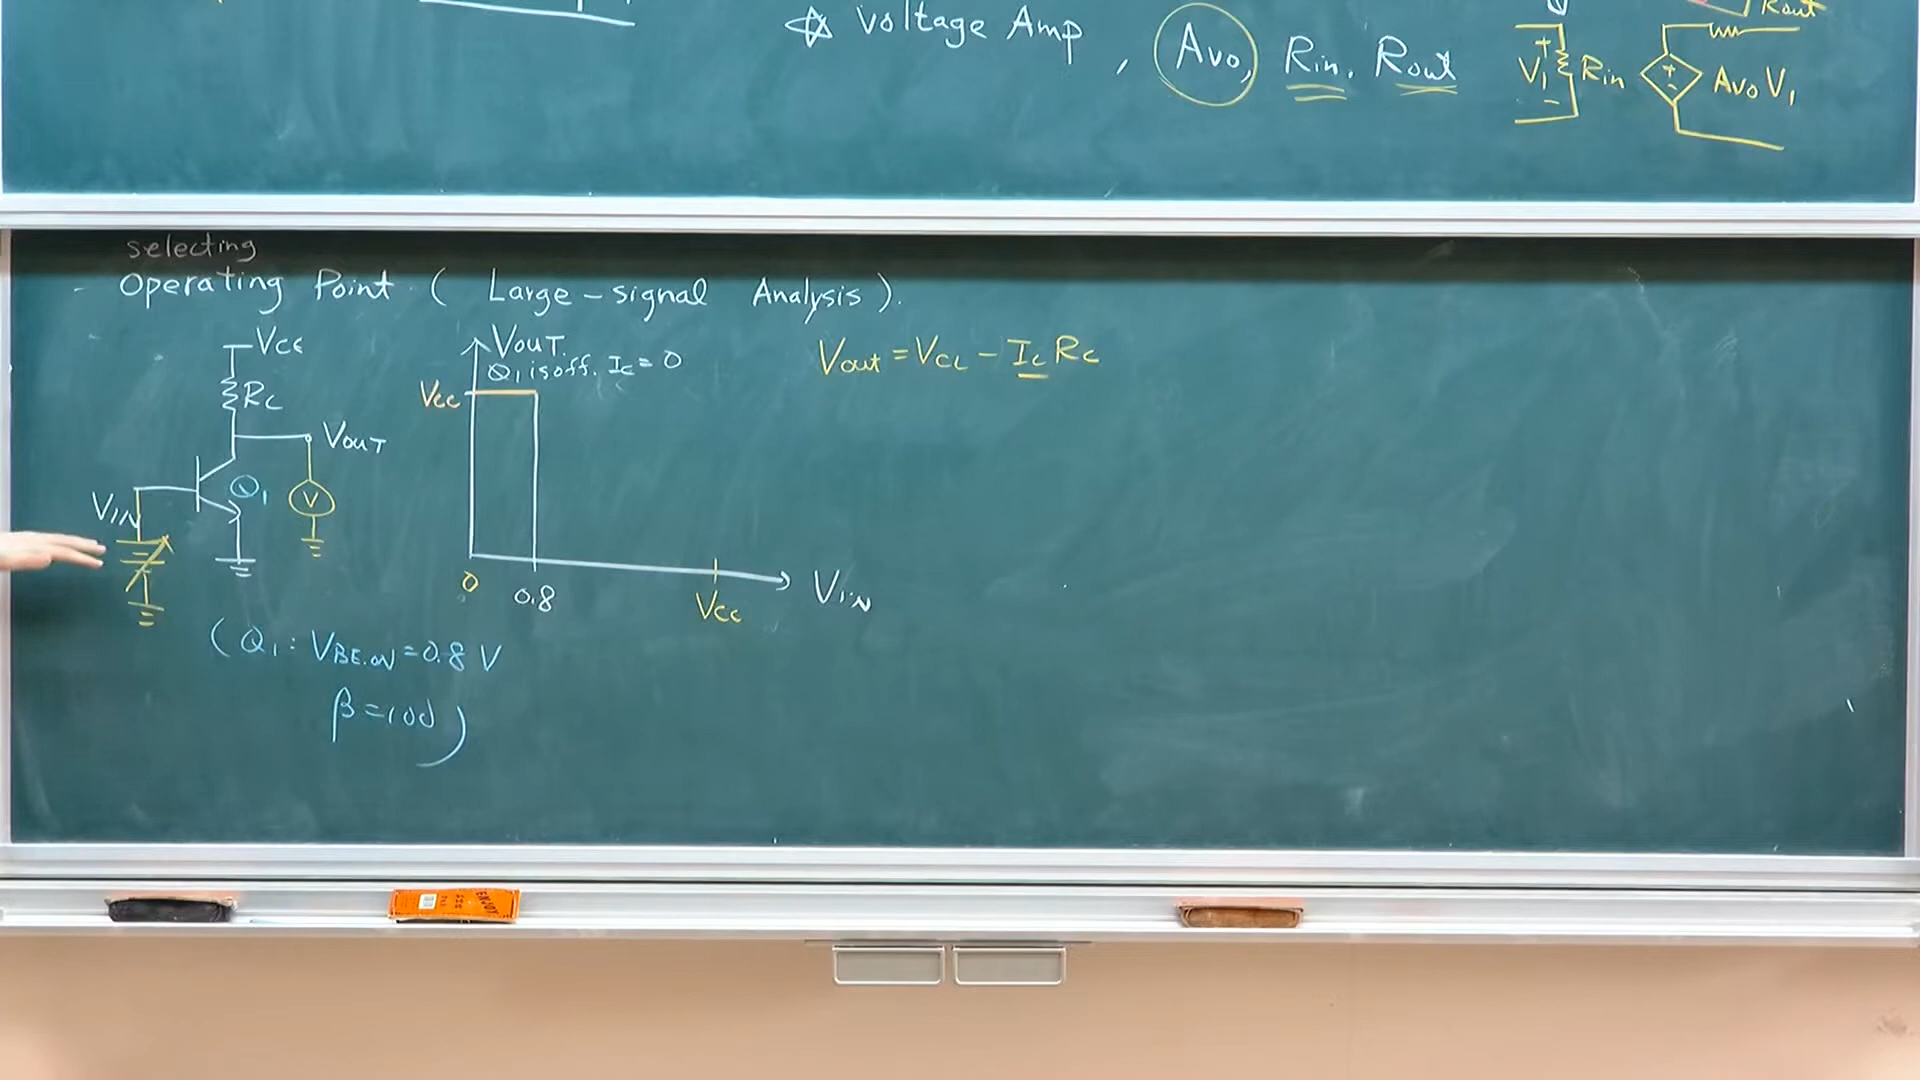 ☆ Voltage Amp, Avo, Rin, Rout
Rout
+
V1
-
Rin
+
-
Avo V1
selecting
- Operating Point (Large-signal Analysis).
VCC
RC
VOUT
Q1
V
VIN
VOUT
Q1 is off. Ic = 0
Vcc
0
0.8
Vcc
VIN
Vout = VCC - Ic Rc
(Q1: VBE.ON = 0.8 V
β = 100)
ENJOY